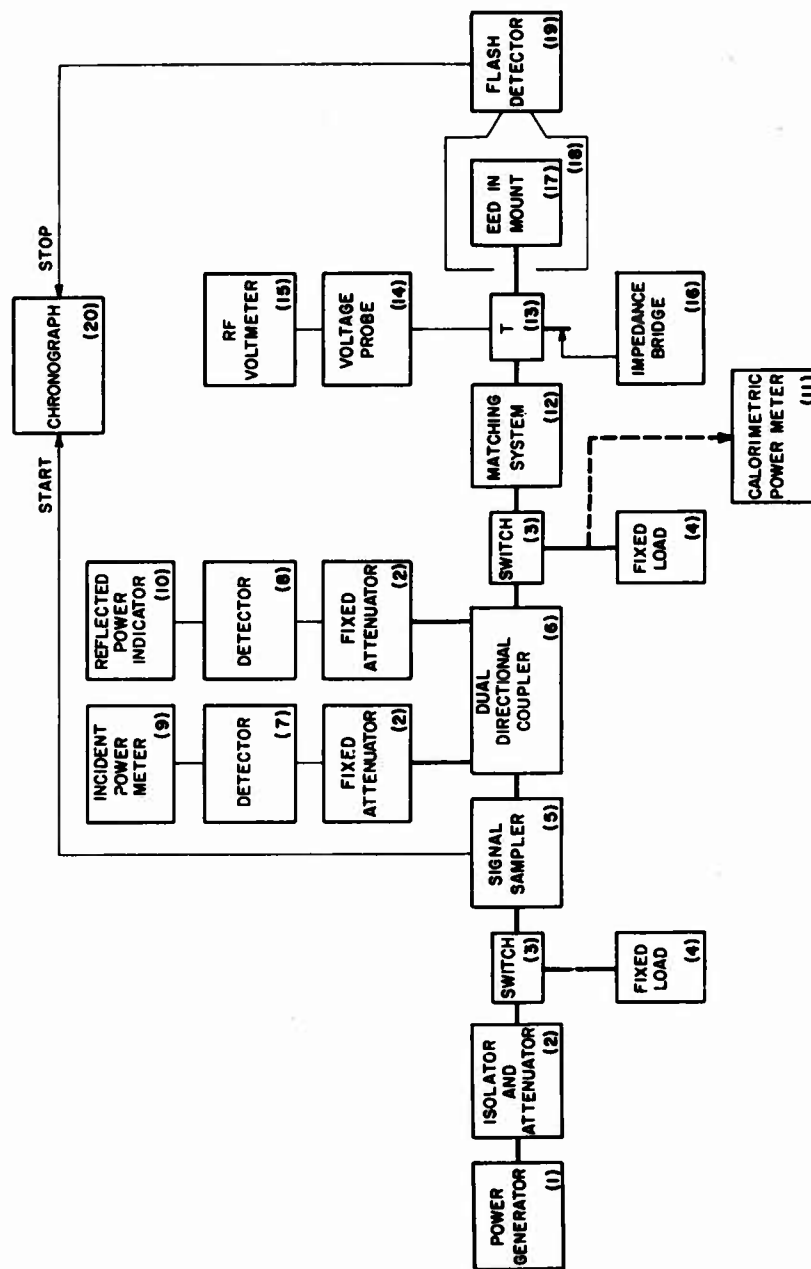 CHRONOGRAPH
(20)
START
STOP
REFLECTED
POWER
INDICATOR
(10)
INCIDENT
POWER
METER
(9)
DETECTOR
(8)
DETECTOR
(7)
FIXED
ATTENUATOR
(2)
FIXED
ATTENUATOR
(2)
RF
VOLTMETER
(15)
VOLTAGE
PROBE
(14)
POWER
GENERATOR
(1)
ISOLATOR
AND
ATTENUATOR
(2)
SWITCH
(3)
SIGNAL
SAMPLER
(5)
DUAL
DIRECTIONAL
COUPLER
(6)
SWITCH
(3)
MATCHING
SYSTEM
(12)
T
(13)
EED IN
MOUNT
(17)
(18)
FLASH
DETECTOR
(19)
FIXED
LOAD
(4)
FIXED
LOAD
(4)
IMPEDANCE
BRIDGE
(16)
CALORIMETRIC
POWER METER
(11)